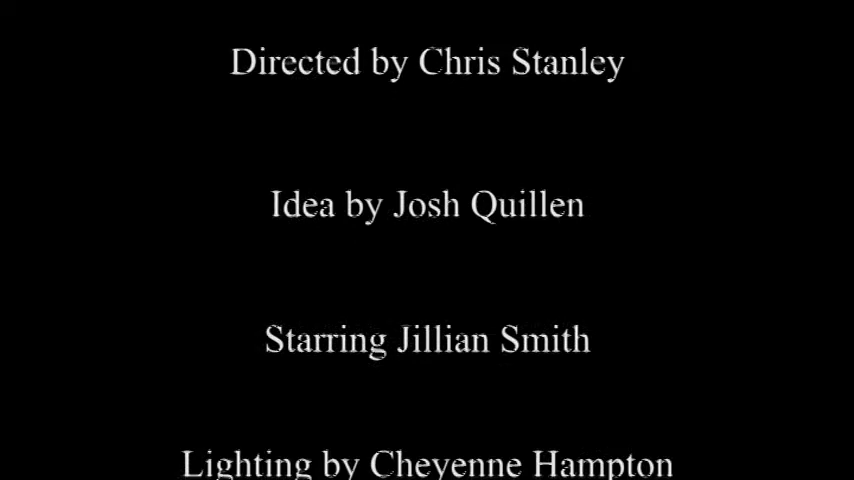 Directed by Chris Stanley
Idea by Josh Quillen
Starring Jillian Smith
Lighting by Cheyenne Hampton